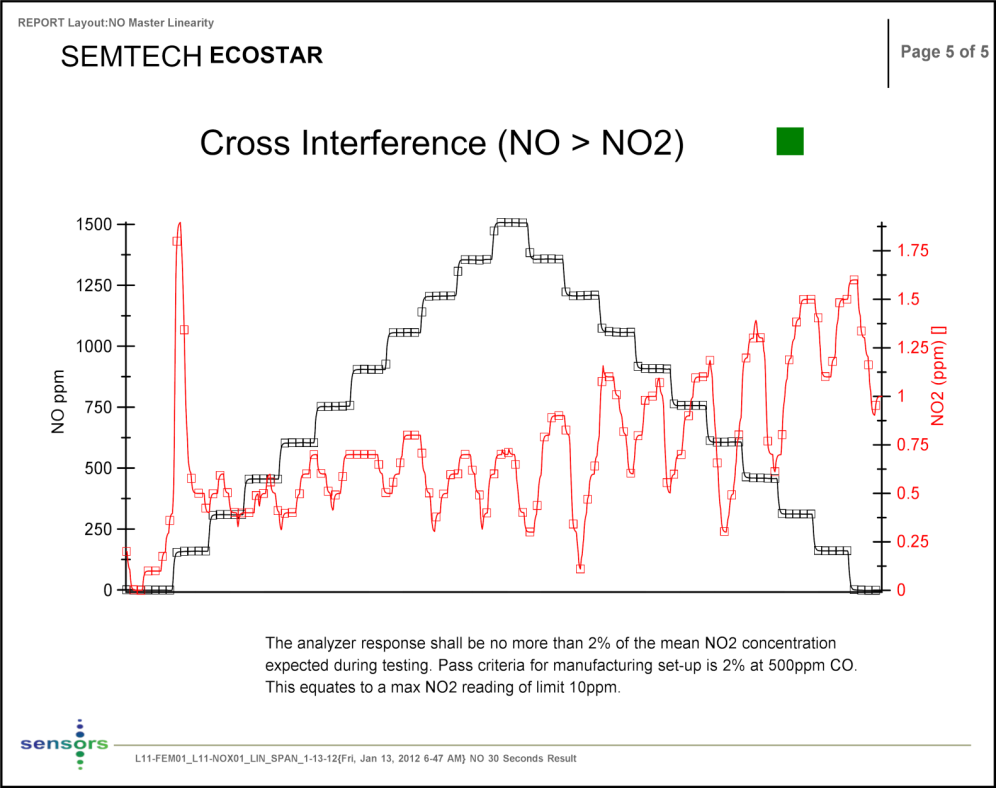 REPORT Layout:NO Master Linearity
SEMTECH ECOSTAR
Page 5 of 5
Cross Interference (NO > NO2)
1500
1250
1000
750
500
250
0
NO ppm
1.75
1.5
1.25
1
0.75
0.5
0.25
0
NO2 (ppm) []
The analyzer response shall be no more than 2% of the mean NO2 concentration
expected during testing. Pass criteria for manufacturing set-up is 2% at 500ppm CO.
This equates to a max NO2 reading of limit 10ppm.
sensors
L11-FEM01_L11-NOX01_LIN_SPAN_1-13-12{Fri, Jan 13, 2012 6-47 AM} NO 30 Seconds Result